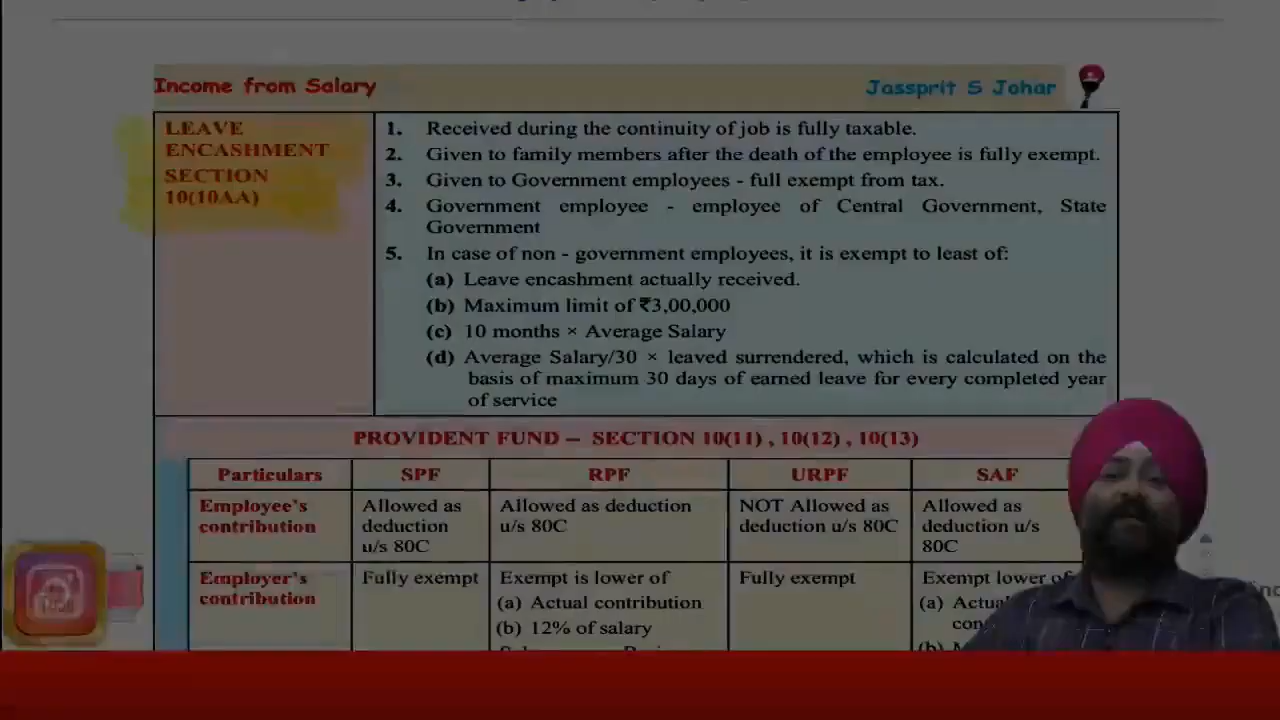 Income from Salary
Jassprit S Johar
LEAVE
ENCASHMENT
SECTION
10(10AA)
1. Received during the continuity of job is fully taxable.
2. Given to family members after the death of the employee is fully exempt.
3. Given to Government employees - full exempt from tax.
4. Government employee - employee of Central Government, State
Government
5. In case of non - government employees, it is exempt to least of:
(a) Leave encashment actually received.
(b) Maximum limit of ₹3,00,000
(c) 10 months × Average Salary
(d) Average Salary/30 × leaved surrendered, which is calculated on the
basis of maximum 30 days of earned leave for every completed year
of service
PROVIDENT FUND – SECTION 10(11) , 10(12) , 10(13)
Particulars SPF RPF URPF SAF
Employee's
contribution
Allowed as
deduction
u/s 80C
Allowed as deduction
u/s 80C
NOT Allowed as
deduction u/s 80C
Allowed as
deduction u/s
80C
Employer's
contribution
Fully exempt
Exempt is lower of
(a) Actual contribution
(b) 12% of salary
Fully exempt
Exempt lower of
(a)
(b)